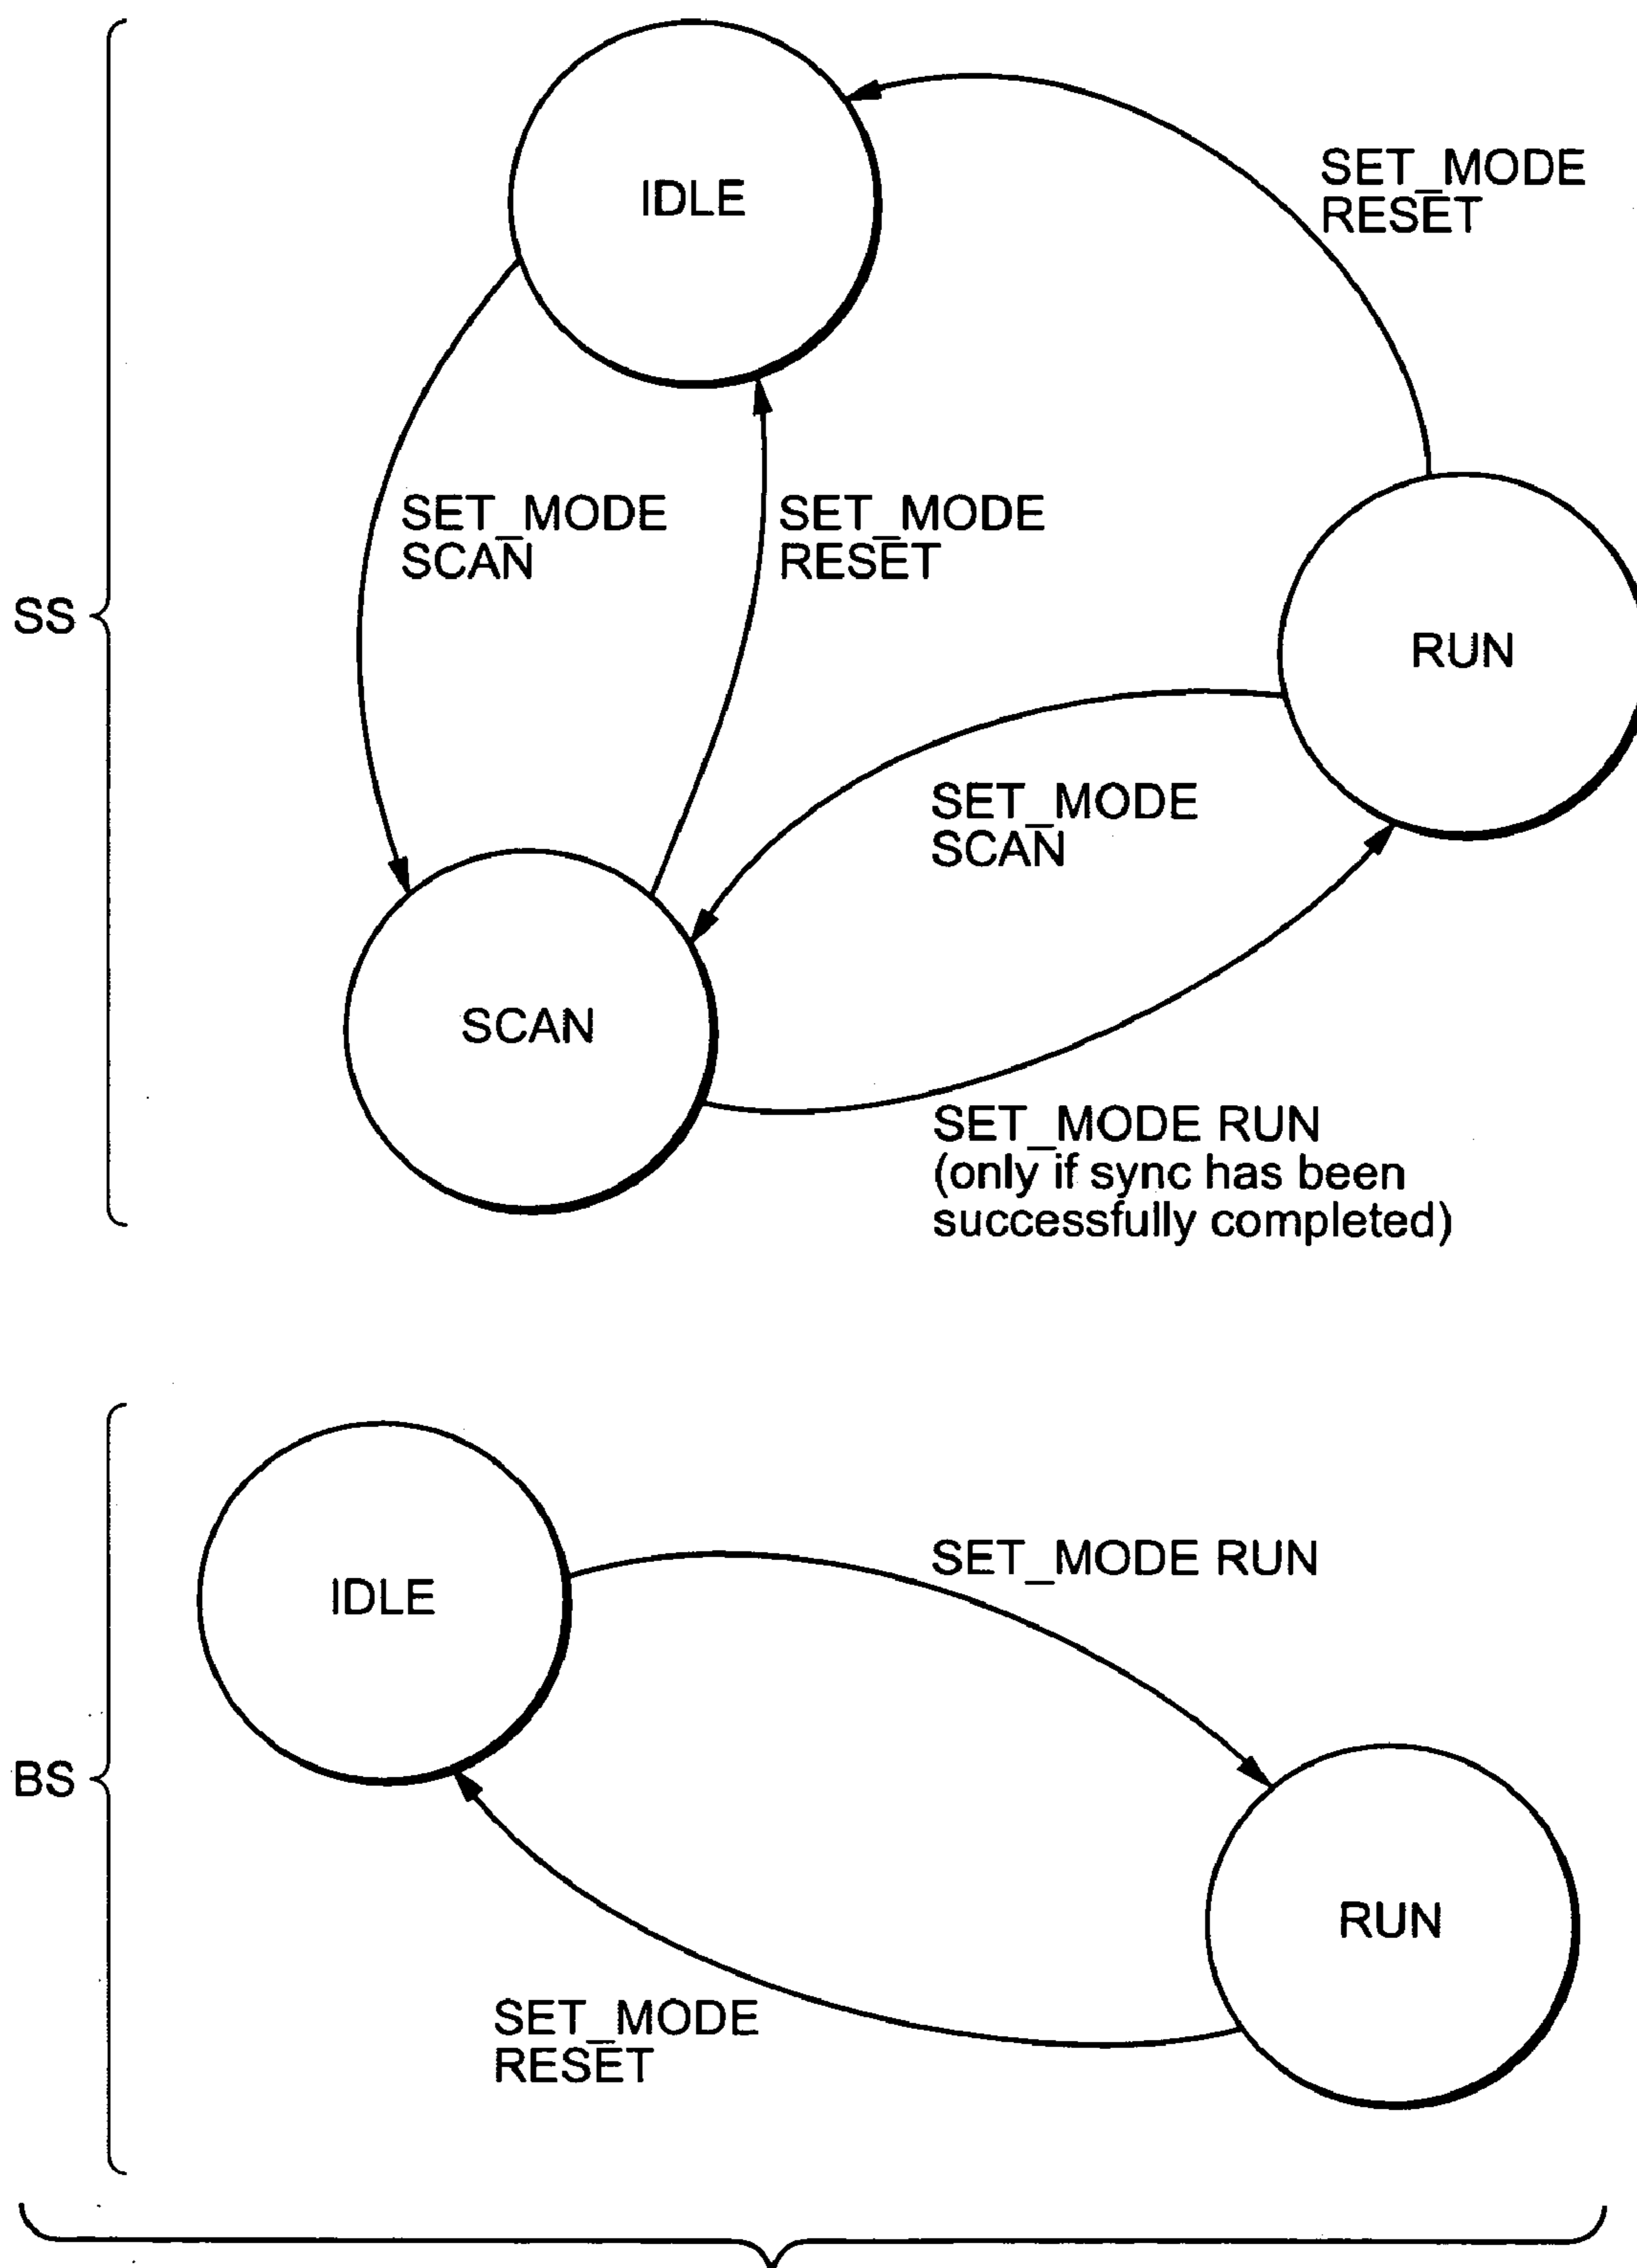 IDLE
SET_MODE
RESET
SET_MODE
SCAN
SET_MODE
RESET
SS
RUN
SET_MODE
SCAN
SCAN
SET_MODE RUN
(only if sync has been
successfully completed)
SET_MODE RUN
IDLE
BS
RUN
SET_MODE
RESET